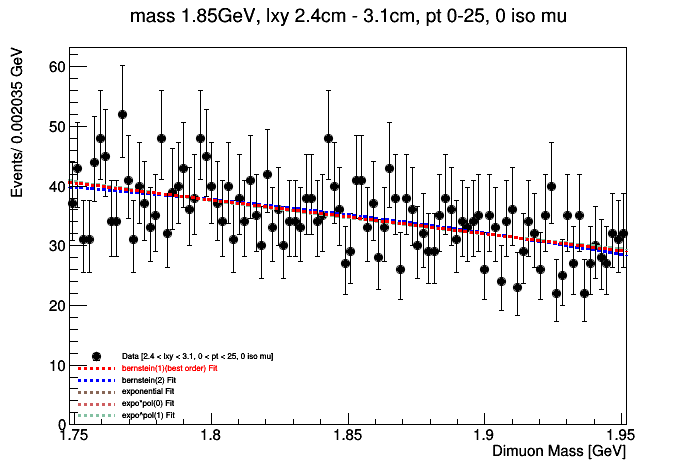 mass 1.85GeV, lxy 2.4cm - 3.1cm, pt 0-25, 0 iso mu
Events/ 0.002035 GeV
60
50
40
30
20
10
0
Data [2.4 < lxy < 3.1, 0 < pt < 25, 0 iso mu]
bernstein(1)(best order) Fit
bernstein(2) Fit
exponential Fit
expo*pol(0) Fit
expo*pol(1) Fit
1.75 1.8 1.85 1.9 1.95
Dimuon Mass [GeV]